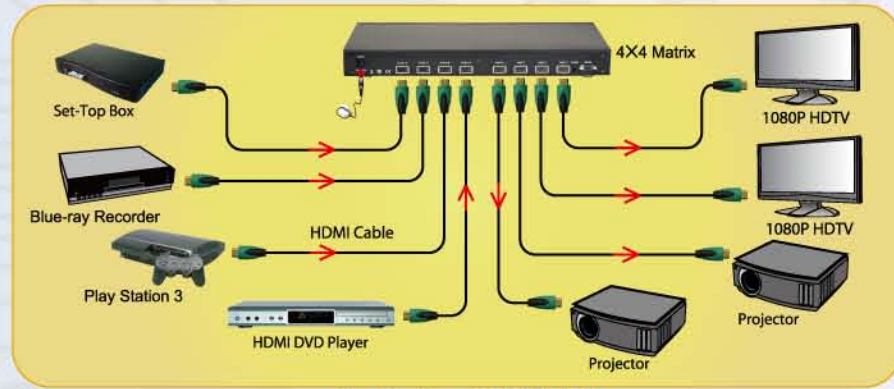 4X4 Matrix
Set-Top Box
1080P HDTV
Blue-ray Recorder
1080P HDTV
HDMI Cable
Play Station 3
Projector
HDMI DVD Player
Projector